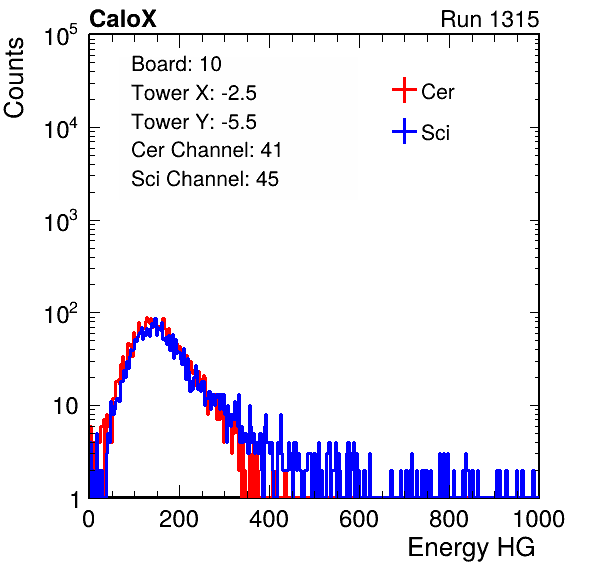 CaloX Run 1315
Counts
10^5
Board: 10
Tower X: -2.5
Tower Y: -5.5
Cer Channel: 41
Sci Channel: 45
Cer
Sci
10^4
10^3
10^2
10
1
0 200 400 600 800 1000
Energy HG